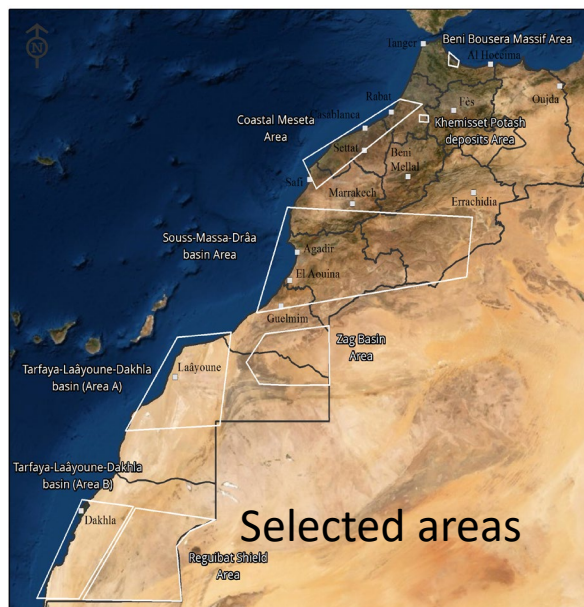 N
Beni Bousera Massif Area
Tanger
Al Hoceima
Rabat
Fès
Oujda
Casablanca
Coastal Meseta
Area
Khemisset Potash
deposits Area
Settat
Beni
Mellal
Safi
Marrakech
Errachidia
Souss-Massa-Drâa
basin Area
Agadir
El Aouina
Guelmim
Zag Basin
Area
Tarfaya-Laâyoune-Dakhla
basin (Area A)
Laâyoune
Tarfaya-Laâyoune-Dakhla
basin (Area B)
Dakhla
Selected areas
Reguibat Shield
Area